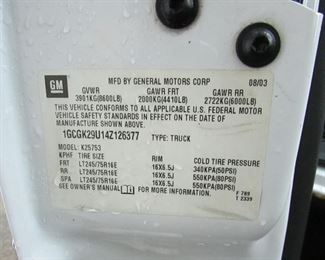 GM
MFD BY GENERAL MOTORS CORP 08/03
GVWR GAWR FRT GAWR RR
3901KG(8600LB) 2000KG(4410LB) 2722KG(6000LB)
THIS VEHICLE CONFORMS TO ALL APPLICABLE U.S. FEDERAL MOTOR
VEHICLE SAFETY STANDARDS IN EFFECT ON THE DATE OF
MANUFACTURE SHOWN ABOVE.
1GCGK29U14Z126377 TYPE: TRUCK
MODEL: K25753
KPHF TIRE SIZE RIM COLD TIRE PRESSURE
FRT LT245/75R16E 16X6.5J 340KPA(50PSI)
RR LT245/75R16E 16X6.5J 550KPA(80PSI)
SPA LT245/75R16E 16X6.5J 550KPA(80PSI)
SEE OWNER'S MANUAL FOR MORE INFORMATION.
F 789
T 2339